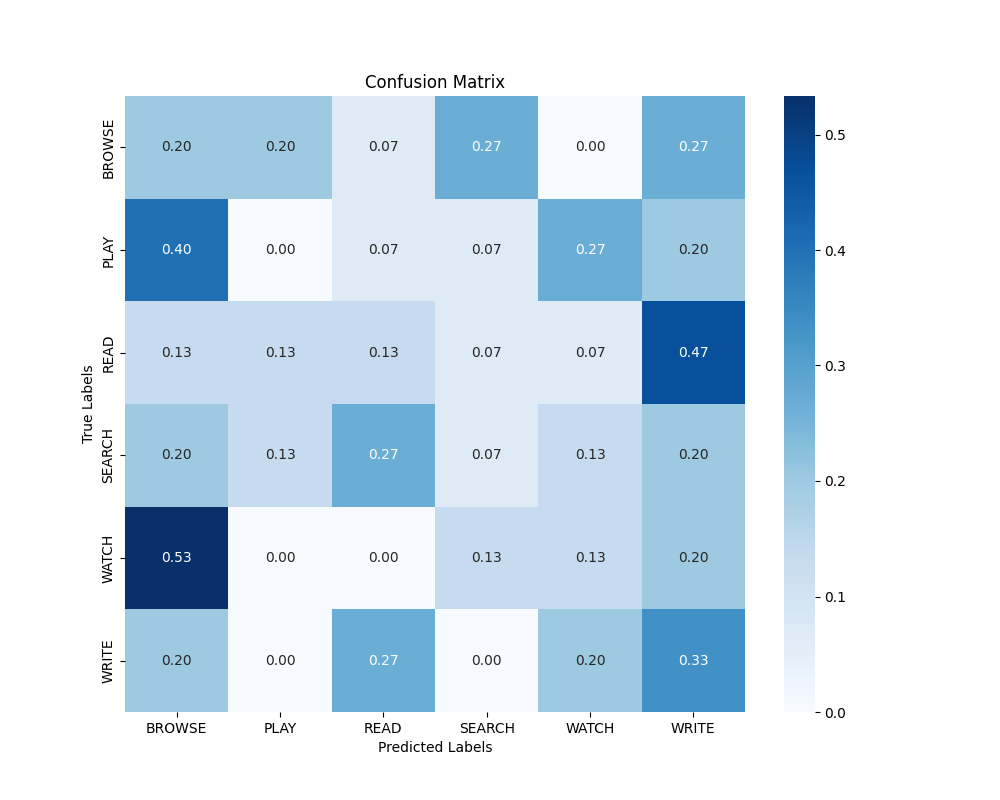 Confusion Matrix
BROWSE 0.20 0.20 0.07 0.27 0.00 0.27
PLAY 0.40 0.00 0.07 0.07 0.27 0.20
READ 0.13 0.13 0.13 0.07 0.07 0.47
SEARCH 0.20 0.13 0.27 0.07 0.13 0.20
WATCH 0.53 0.00 0.00 0.13 0.13 0.20
WRITE 0.20 0.00 0.27 0.00 0.20 0.33
True Labels
BROWSE PLAY READ SEARCH WATCH WRITE
Predicted Labels
0.5
0.4
0.3
0.2
0.1
0.0